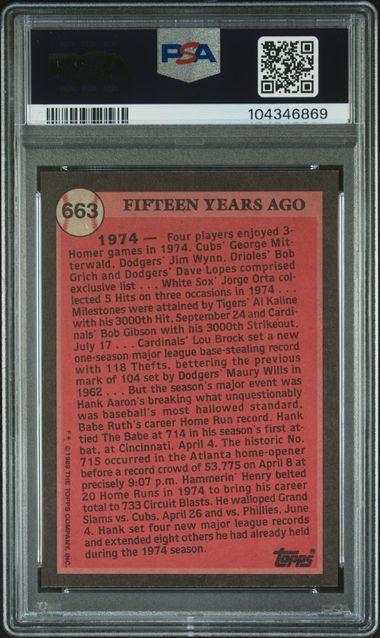 PSA
104346869
663
FIFTEEN YEARS AGO
1974 — Four players enjoyed 3-
Homer games in 1974. Cubs' George Mit-
terwald, Dodgers' Jim Wynn, Orioles' Bob
Grich and Dodgers' Dave Lopes comprised
exclusive list . . . White Sox' Jorge Orta col-
lected 5 Hits on three occasions in 1974 . . .
Milestones were attained by Tigers' Al Kaline
with his 3000th Hit, September 24 and Cardi-
nals' Bob Gibson with his 3000th Strikeout,
July 17 . . . Cardinals' Lou Brock set a new
one-season major league base-stealing record
with 118 Thefts, bettering the previous
mark of 104 set by Dodgers' Maury Wills in
1962 . . . But the season's major event was
Hank Aaron's breaking what unquestionably
was baseball's most hallowed standard,
Babe Ruth's career Home Run record. Hank
tied The Babe at 714 in his season's first at-
bat, at Cincinnati, April 4. The historic No.
715 occurred in the Atlanta home-opener
before a record crowd of 53,775 on April 8 at
precisely 9:07 p.m. Hammerin' Henry belted
20 Home Runs in 1974 to bring his career
total to 733 Circuit Blasts. He walloped Grand
Slams vs. Cubs, April 26 and vs. Phillies, June
4. Hank set four new major league records
and extended eight others he had already held
during the 1974 season.
F* © 1989 THE TOPPS COMPANY, INC.
topps®